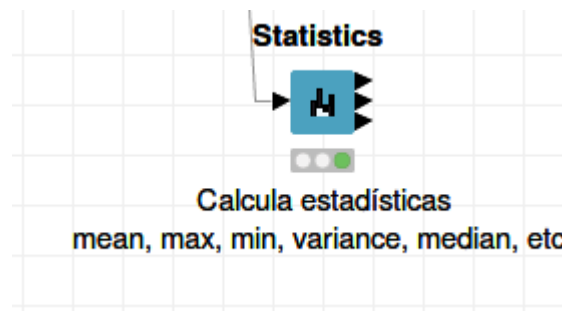 Statistics
Calcula estadísticas
mean, max, min, variance, median, etc